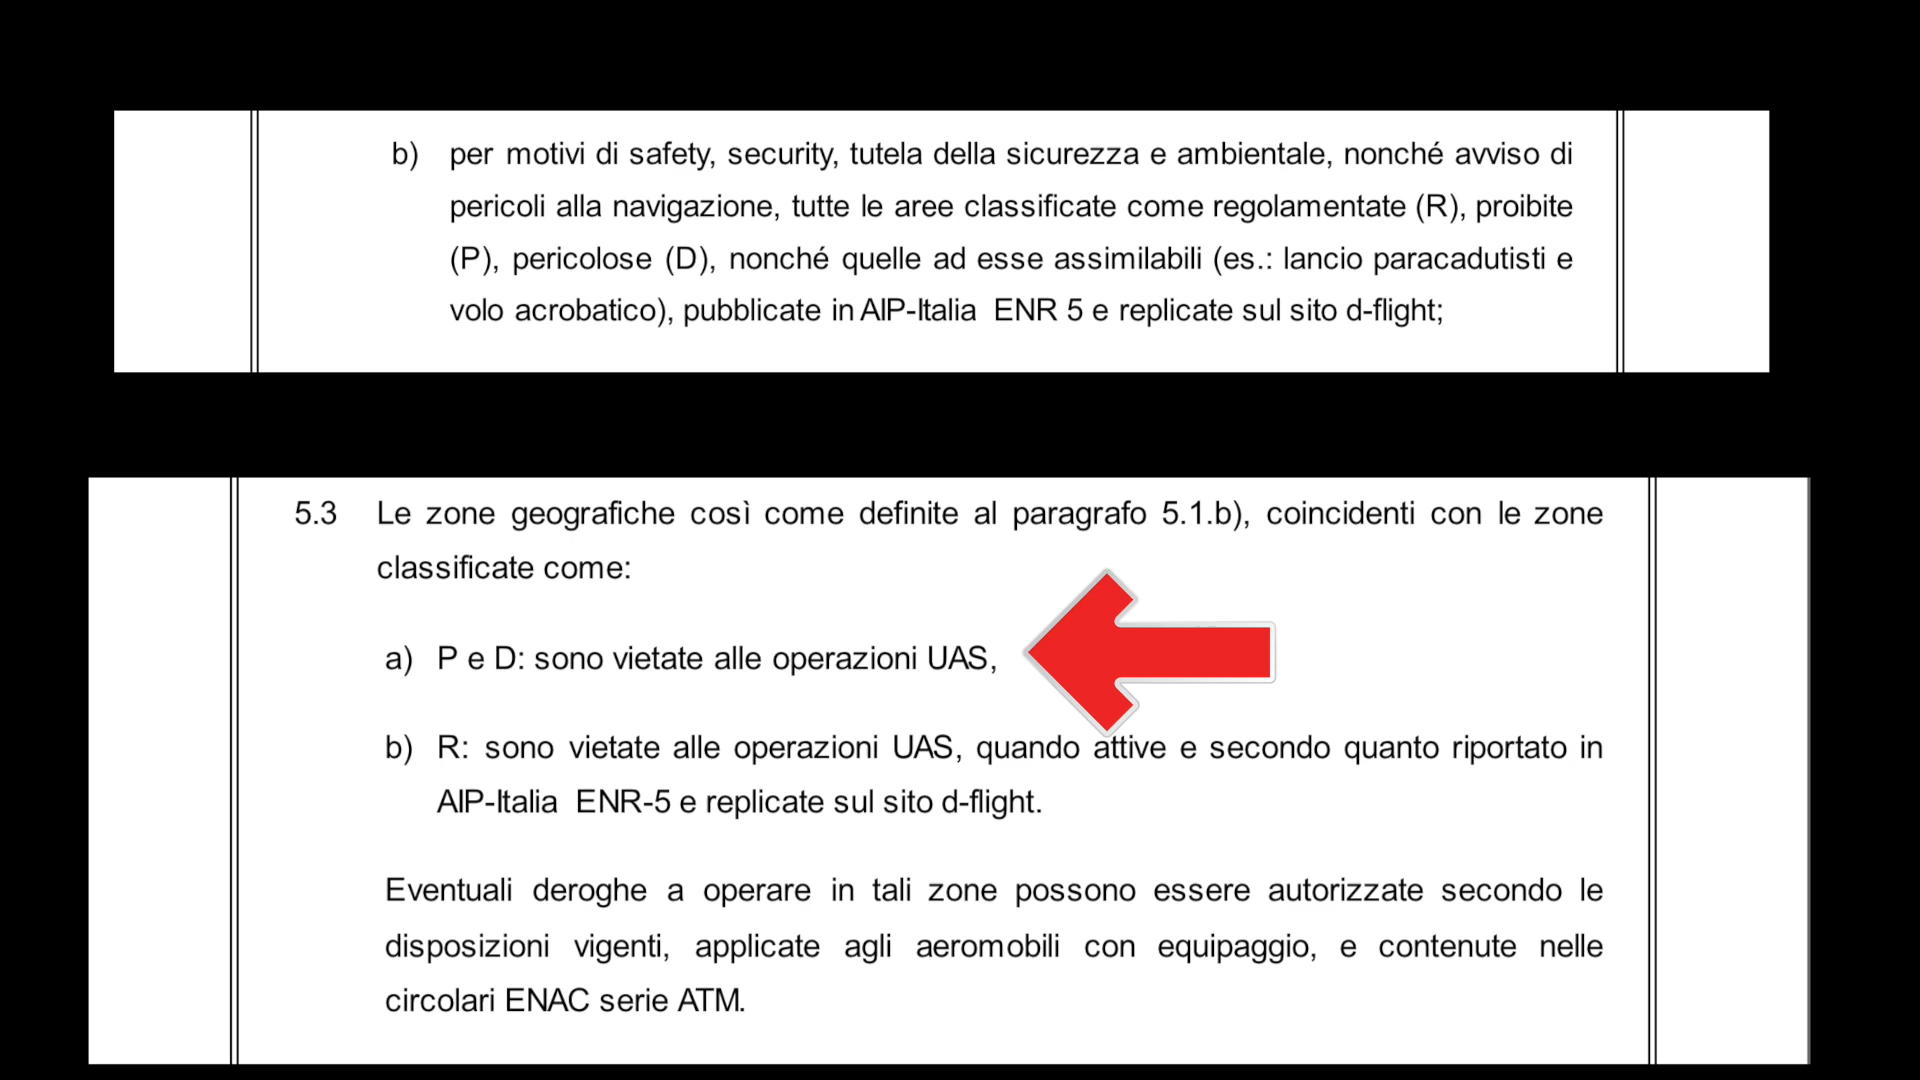 b) per motivi di safety, security, tutela della sicurezza e ambientale, nonché avviso di
pericoli alla navigazione, tutte le aree classificate come regolamentate (R), proibite
(P), pericolose (D), nonché quelle ad esse assimilabili (es.: lancio paracadutisti e
volo acrobatico), pubblicate in AIP-Italia ENR 5 e replicate sul sito d-flight;
5.3 Le zone geografiche così come definite al paragrafo 5.1.b), coincidenti con le zone
classificate come:
a) P e D: sono vietate alle operazioni UAS,
b) R: sono vietate alle operazioni UAS, quando attive e secondo quanto riportato in
AIP-Italia ENR-5 e replicate sul sito d-flight.
Eventuali deroghe a operare in tali zone possono essere autorizzate secondo le
disposizioni vigenti, applicate agli aeromobili con equipaggio, e contenute nelle
circolari ENAC serie ATM.